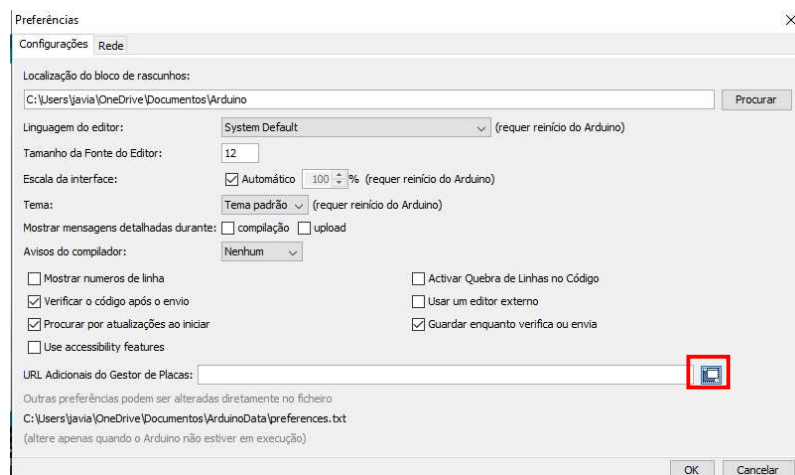 Preferências
Configurações Rede
Localização do bloco de rascunhos:
C:\Users\javia\OneDrive\Documentos\Arduino Procurar
Linguagem do editor: System Default (requer reinício do Arduino)
Tamanho da Fonte do Editor: 12
Escala da interface: Automático 100 % (requer reinício do Arduino)
Tema: Tema padrão (requer reinício do Arduino)
Mostrar mensagens detalhadas durante: compilação upload
Avisos do compilador: Nenhum
Mostrar numeros de linha Activar Quebra de Linhas no Código
Verificar o código após o envio Usar um editor externo
Procurar por atualizações ao iniciar Guardar enquanto verifica ou envia
Use accessibility features
URL Adicionais do Gestor de Placas:
Outras preferências podem ser alteradas diretamente no ficheiro
C:\Users\javia\OneDrive\Documentos\ArduinoData\preferences.txt
(altere apenas quando o Arduino não estiver em execução)
OK Cancelar